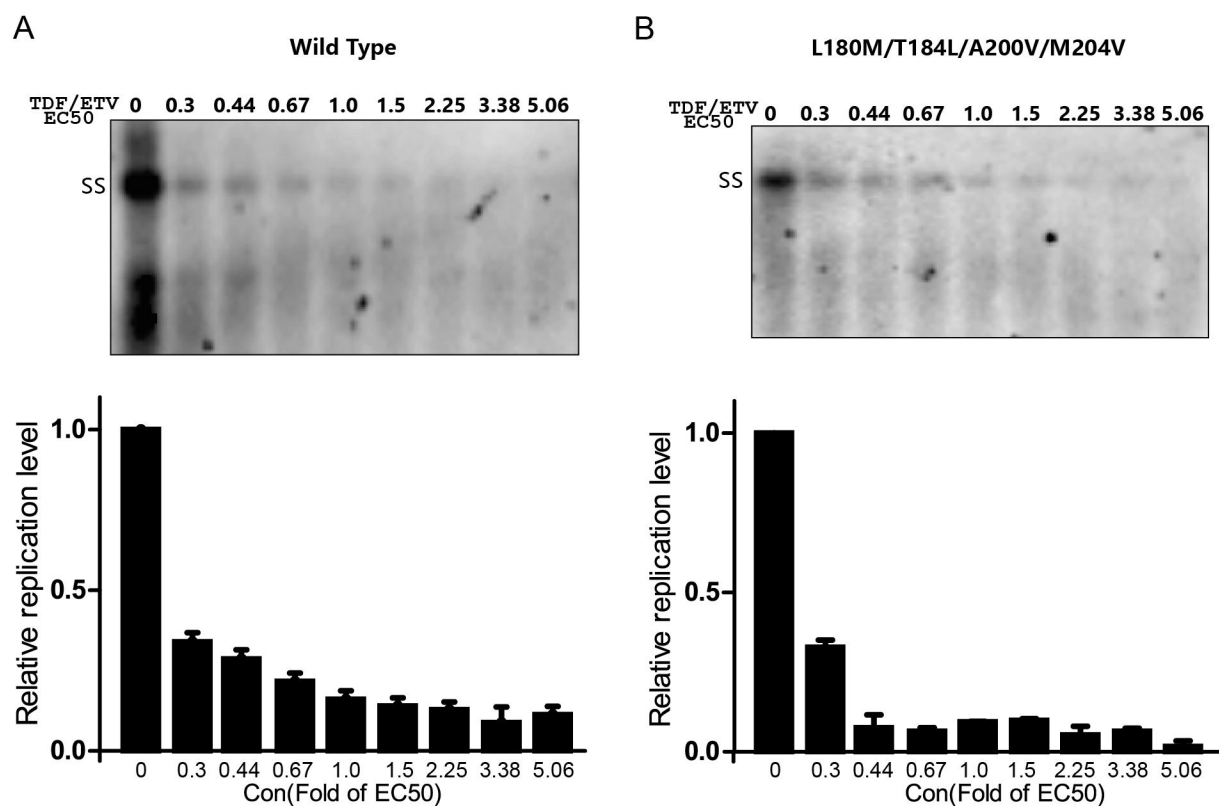 A
Wild Type
TDF/ETV 0 0.3 0.44 0.67 1.0 1.5 2.25 3.38 5.06
EC50
SS
1.0
0.5
0.0
Relative replication level
0 0.3 0.44 0.67 1.0 1.5 2.25 3.38 5.06
Con(Fold of EC50)
B
L180M/T184L/A200V/M204V
TDF/ETV 0 0.3 0.44 0.67 1.0 1.5 2.25 3.38 5.06
EC50
SS
1.0
0.5
0.0
Relative replication level
0 0.3 0.44 0.67 1.0 1.5 2.25 3.38 5.06
Con(Fold of EC50)